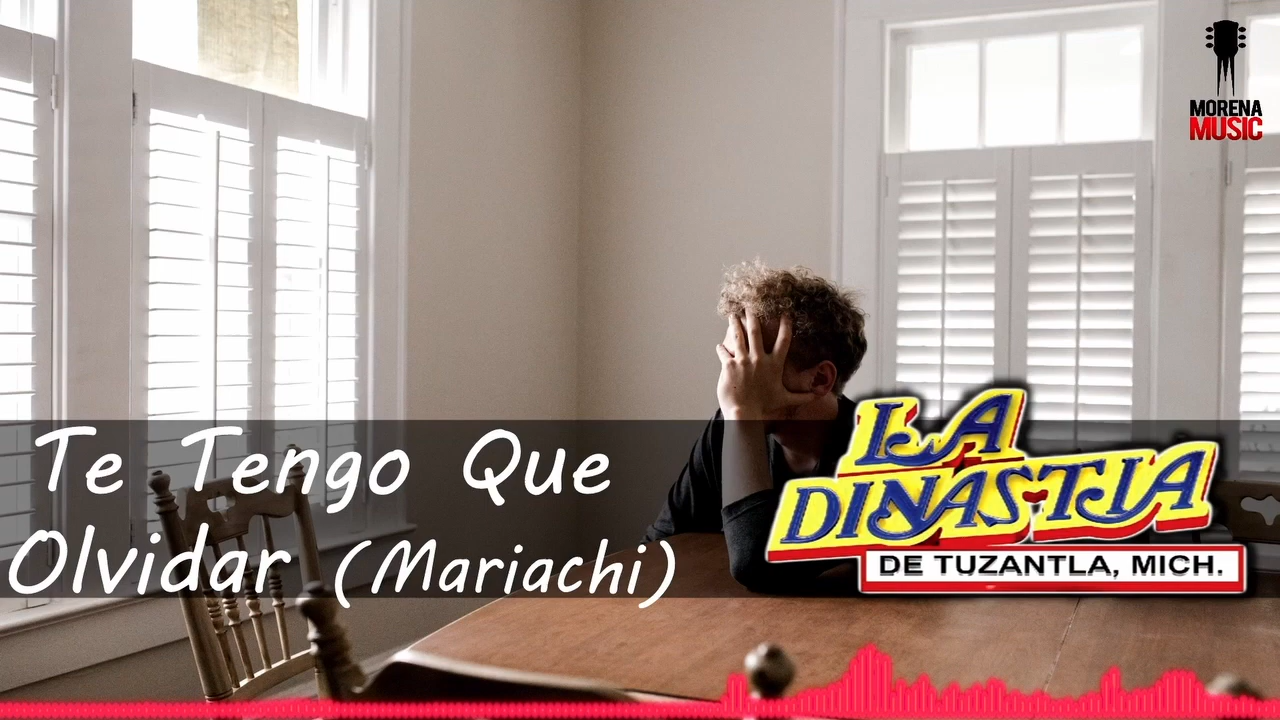 MORENA
MUSIC
Te Tengo Que
Olvidar (Mariachi)
LA
DINASTIA
DE TUZANTLA, MICH.